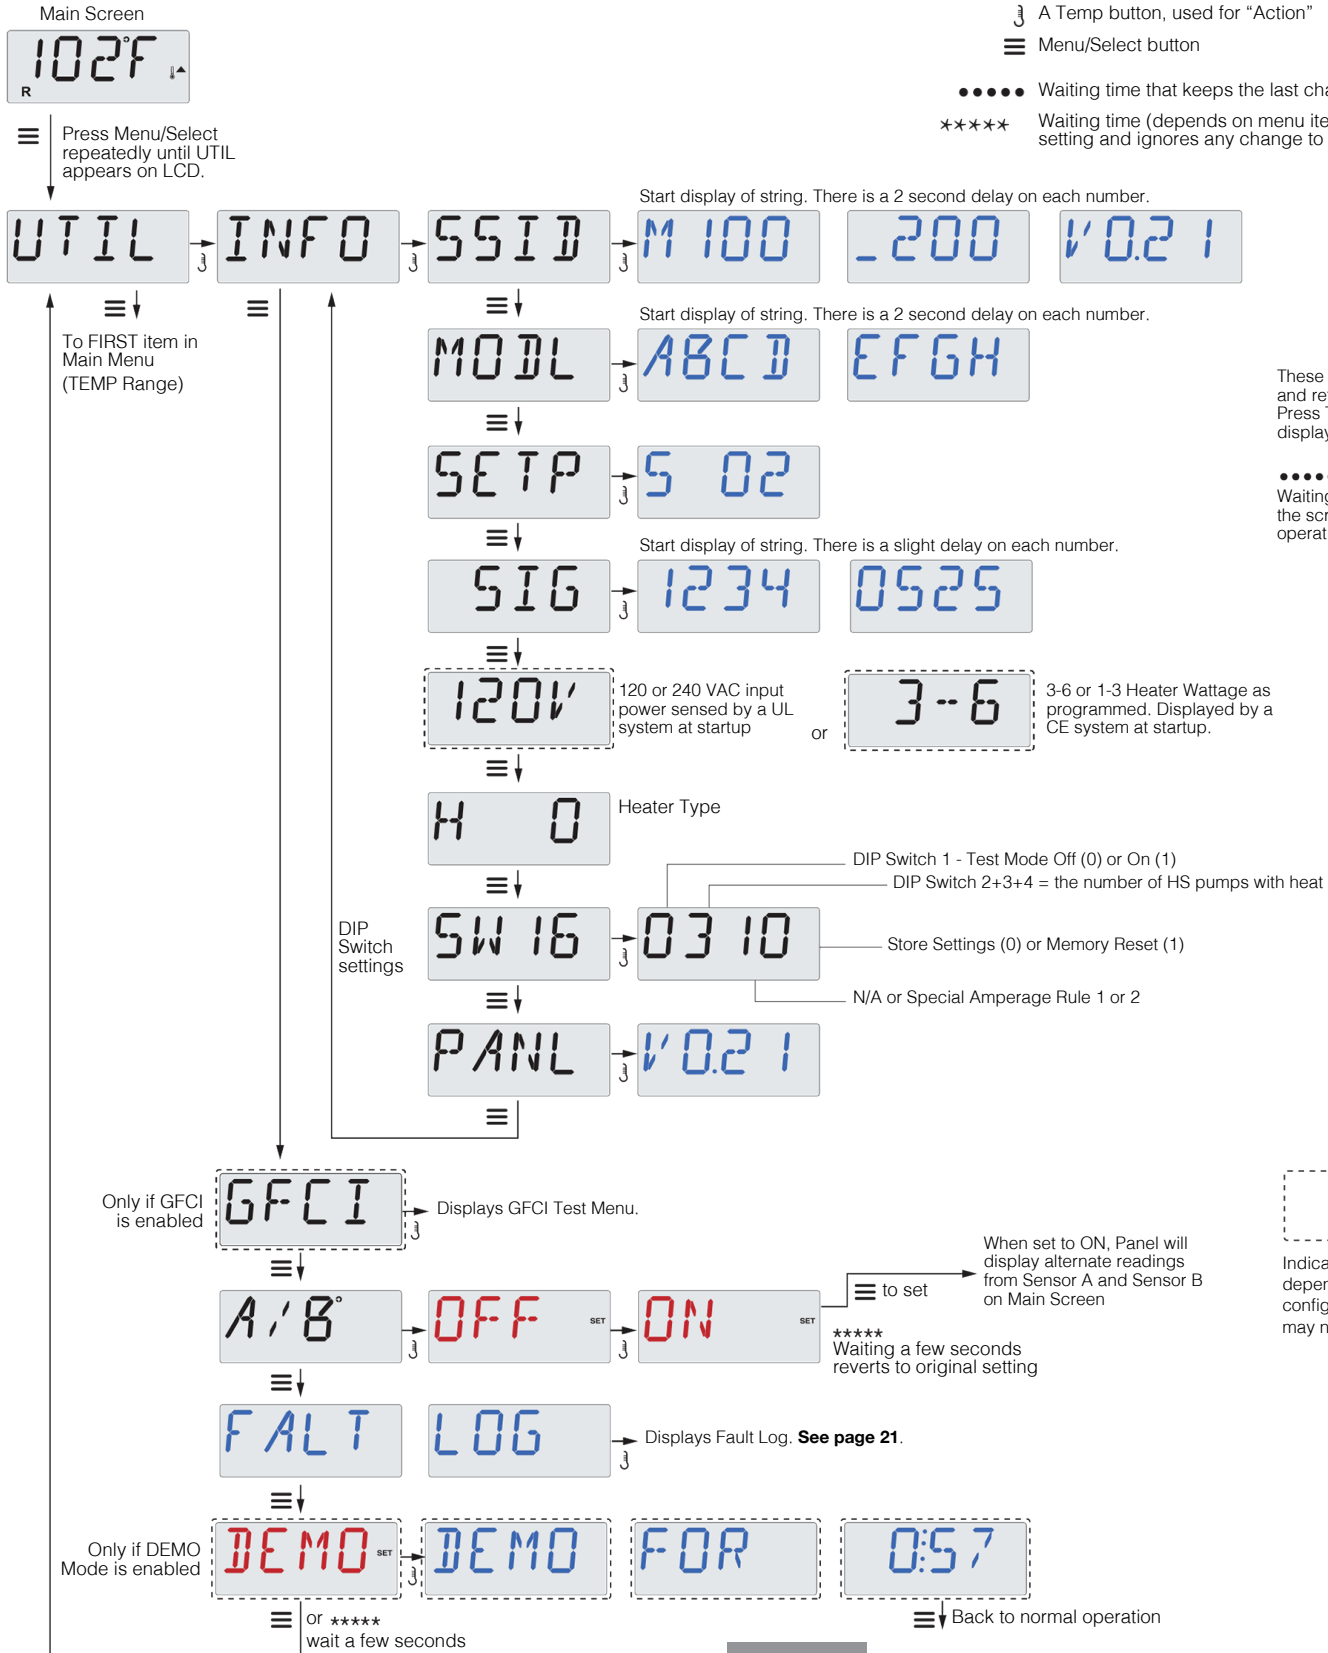 Main Screen
102°F
R
A Temp button, used for “Action”
Menu/Select button
Waiting time that keeps the last cha
Waiting time (depends on menu ite
setting and ignores any change to
Press Menu/Select
repeatedly until UTIL
appears on LCD.
Start display of string. There is a 2 second delay on each number.
UTIL INFO SSID M100 _200 V0.21
To FIRST item in
Main Menu
(TEMP Range)
Start display of string. There is a 2 second delay on each number.
MODL ABCD EFGH
These
and re
Press T
display
SETP S 02
•••••
Waiting
the scr
operat
Start display of string. There is a slight delay on each number.
SIG 1234 0525
120V
120 or 240 VAC input
power sensed by a UL
system at startup
or
3-6
3-6 or 1-3 Heater Wattage as
programmed. Displayed by a
CE system at startup.
H 0
Heater Type
DIP Switch 1 - Test Mode Off (0) or On (1)
DIP Switch 2+3+4 = the number of HS pumps with heat
DIP
Switch
settings
SW16 0310
Store Settings (0) or Memory Reset (1)
N/A or Special Amperage Rule 1 or 2
PANL V0.21
Only if GFCI
is enabled
GFCI
Displays GFCI Test Menu.
When set to ON, Panel will
display alternate readings
from Sensor A and Sensor B
on Main Screen
to set
A/B° OFF SET ON SET
*****
Waiting a few seconds
reverts to original setting
Indica
depen
config
may n
FALT LOG
Displays Fault Log. See page 21.
Only if DEMO
Mode is enabled
DEMO SET DEMO FOR 0:57
or *****
wait a few seconds
Back to normal operation